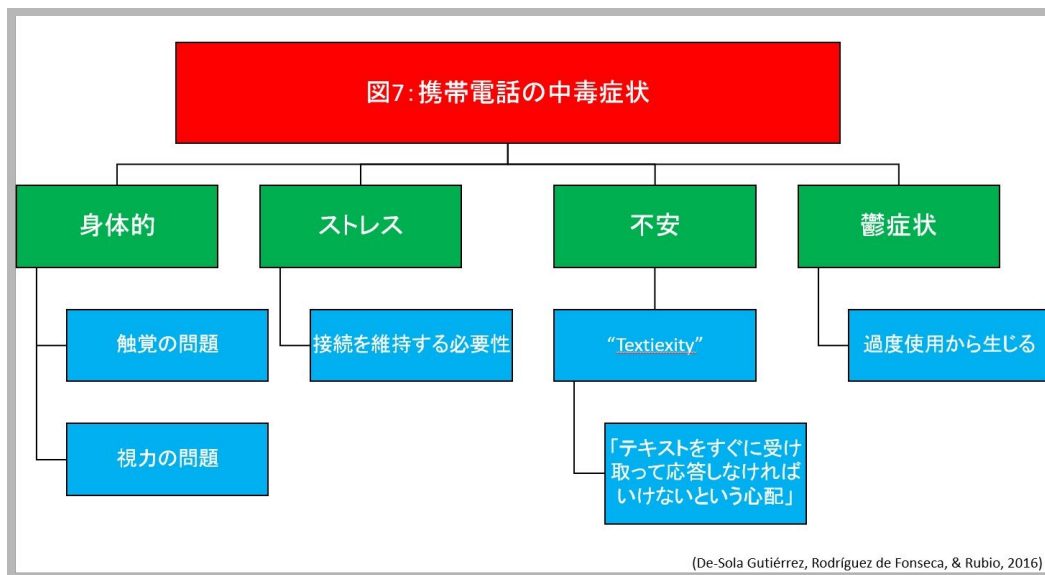 図7：携帯電話の中毒症状
身体的
ストレス
不安
鬱症状
触覚の問題
接続を維持する必要性
“Textiexity”
過度使用から生じる
視力の問題
「テキストをすぐに受け
取って応答しなければ
いけないという心配」
(De-Sola Gutiérrez, Rodríguez de Fonseca, & Rubio, 2016)